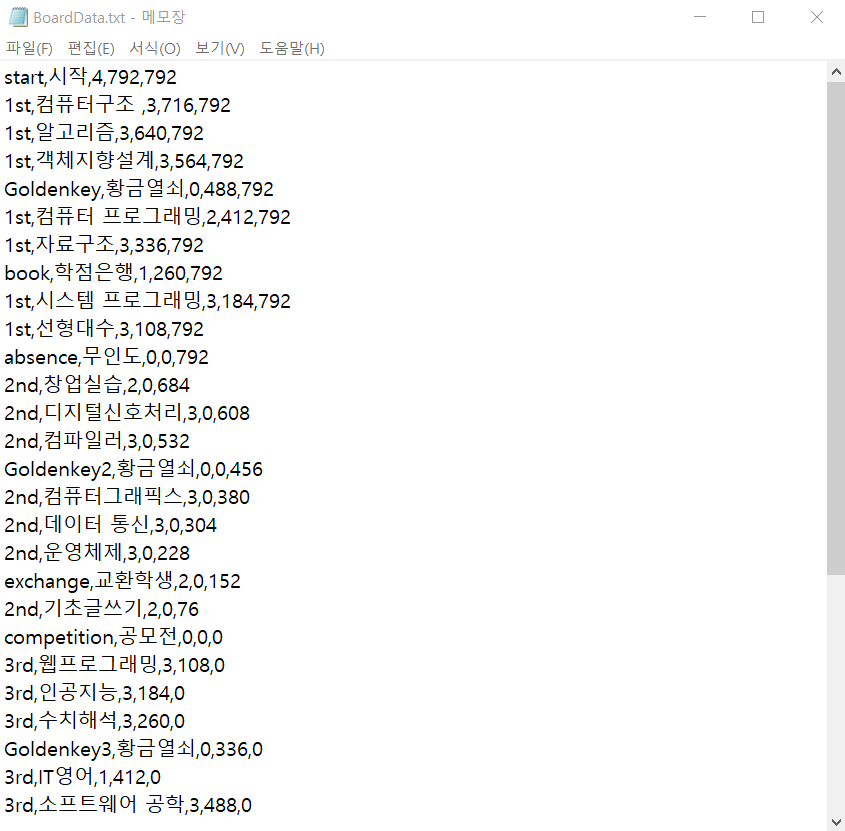 BoardData.txt - 메모장
파일(F) 편집(E) 서식(O) 보기(V) 도움말(H)
start,시작,4,792,792
1st,컴퓨터구조 ,3,716,792
1st,알고리즘,3,640,792
1st,객체지향설계,3,564,792
Goldenkey,황금열쇠,0,488,792
1st,컴퓨터 프로그래밍,2,412,792
1st,자료구조,3,336,792
book,학점은행,1,260,792
1st,시스템 프로그래밍,3,184,792
1st,선형대수,3,108,792
absence,무인도,0,0,792
2nd,창업실습,2,0,684
2nd,디지털신호처리,3,0,608
2nd,컴파일러,3,0,532
Goldenkey2,황금열쇠,0,0,456
2nd,컴퓨터그래픽스,3,0,380
2nd,데이터 통신,3,0,304
2nd,운영체제,3,0,228
exchange,교환학생,2,0,152
2nd,기초글쓰기,2,0,76
competition,공모전,0,0,0
3rd,웹프로그래밍,3,108,0
3rd,인공지능,3,184,0
3rd,수치해석,3,260,0
Goldenkey3,황금열쇠,0,336,0
3rd,IT영어,1,412,0
3rd,소프트웨어 공학,3,488,0